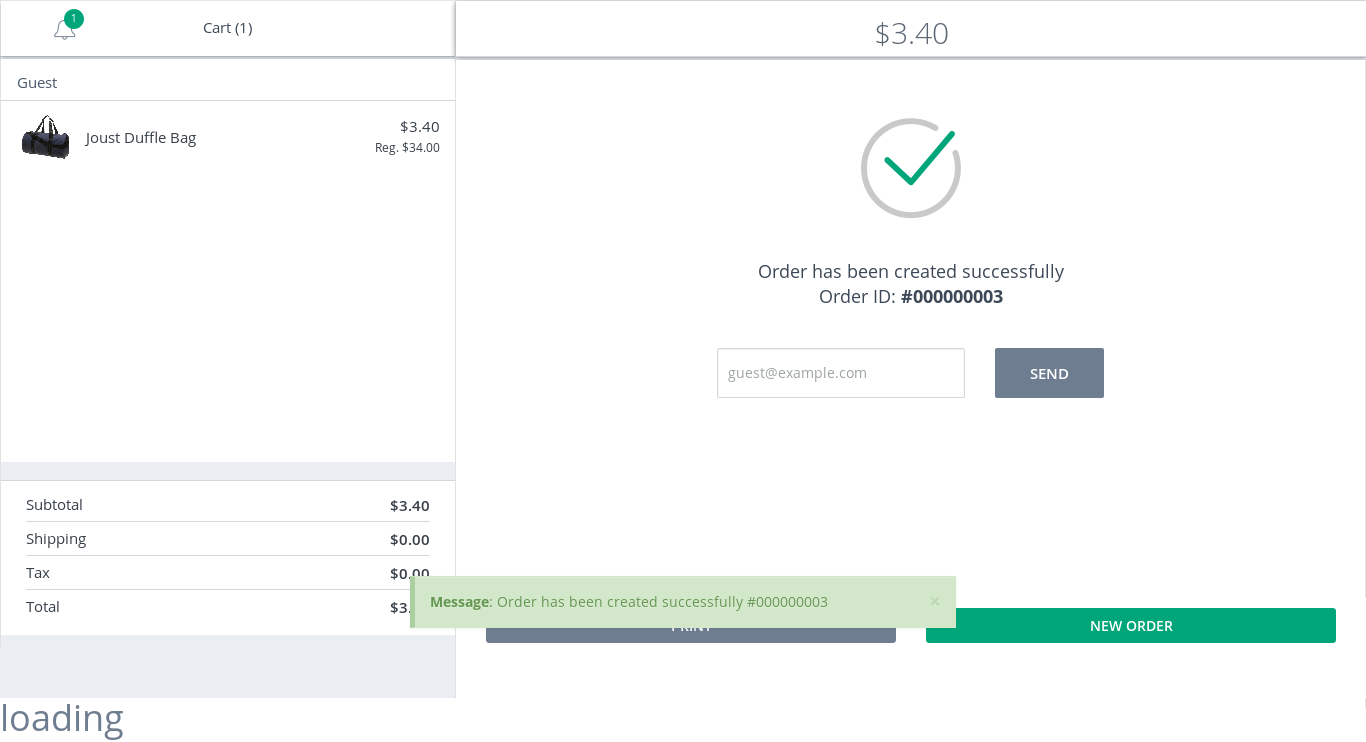 1
Cart (1)
$3.40
Guest
Joust Duffle Bag
$3.40
Reg. $34.00
Order has been created successfully
Order ID: #000000003
guest@example.com
SEND
Subtotal
$3.40
Shipping
$0.00
Tax
$0.00
Total
$3.
Message: Order has been created successfully #000000003
×
PRINT
NEW ORDER
loading